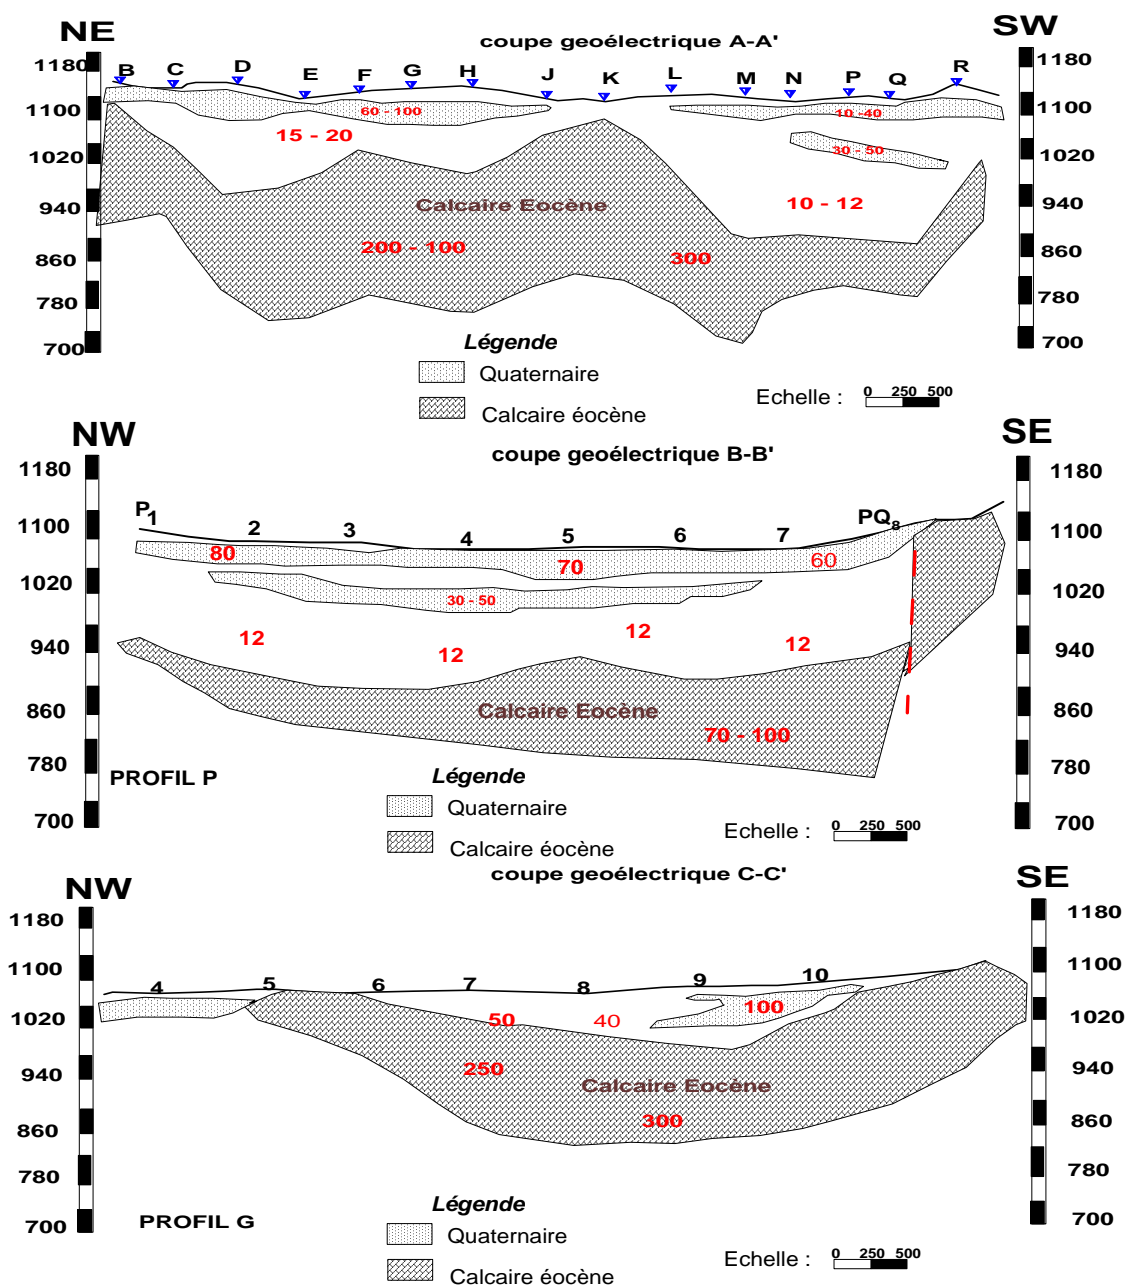 NE
SW
coupe geoélectrique A-A'
B C D E F G H J K L M N P Q R
1180
1100
1020
940
860
780
700
1180
1100
1020
940
860
780
700
60 - 100
10 -40
15 - 20
30 - 50
Calcaire Eocène
10 - 12
200 - 100
300
Légende
Quaternaire
Calcaire éocène
Echelle : 0 250 500
NW
SE
coupe geoélectrique B-B'
P1 2 3 4 5 6 7 PQ8
1180
1100
1020
940
860
780
700
1180
1100
1020
940
860
780
700
80
70
60
30 - 50
12
12
12
12
Calcaire Eocène
70 - 100
PROFIL P
Légende
Quaternaire
Calcaire éocène
Echelle : 0 250 500
NW
SE
coupe geoélectrique C-C'
4 5 6 7 8 9 10
1180
1100
1020
940
860
780
700
1180
1100
1020
940
860
780
700
100
50
40
250
Calcaire Eocène
300
PROFIL G
Légende
Quaternaire
Calcaire éocène
Echelle : 0 250 500